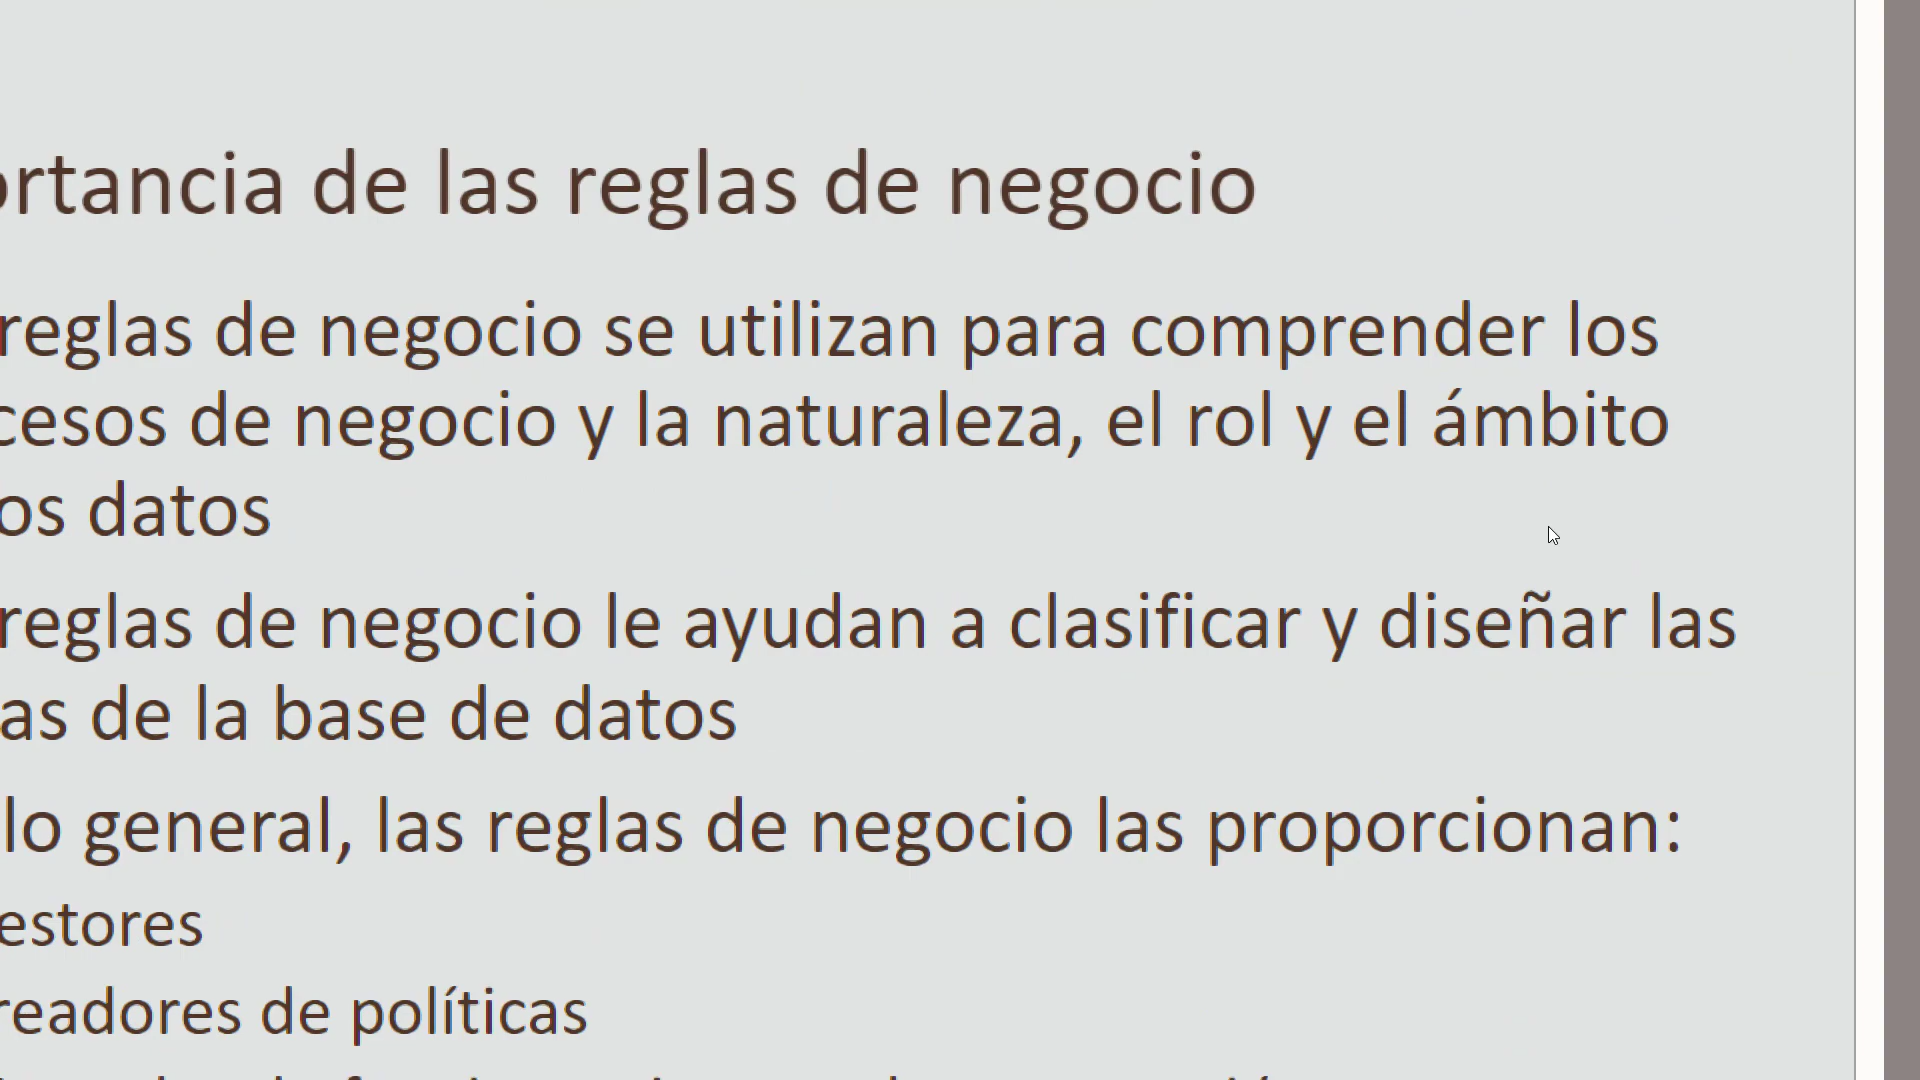 ortancia de las reglas de negocio
reglas de negocio se utilizan para comprender los
cesos de negocio y la naturaleza, el rol y el ámbito
os datos
reglas de negocio le ayudan a clasificar y diseñar las
as de la base de datos
lo general, las reglas de negocio las proporcionan:
estores
readores de políticas